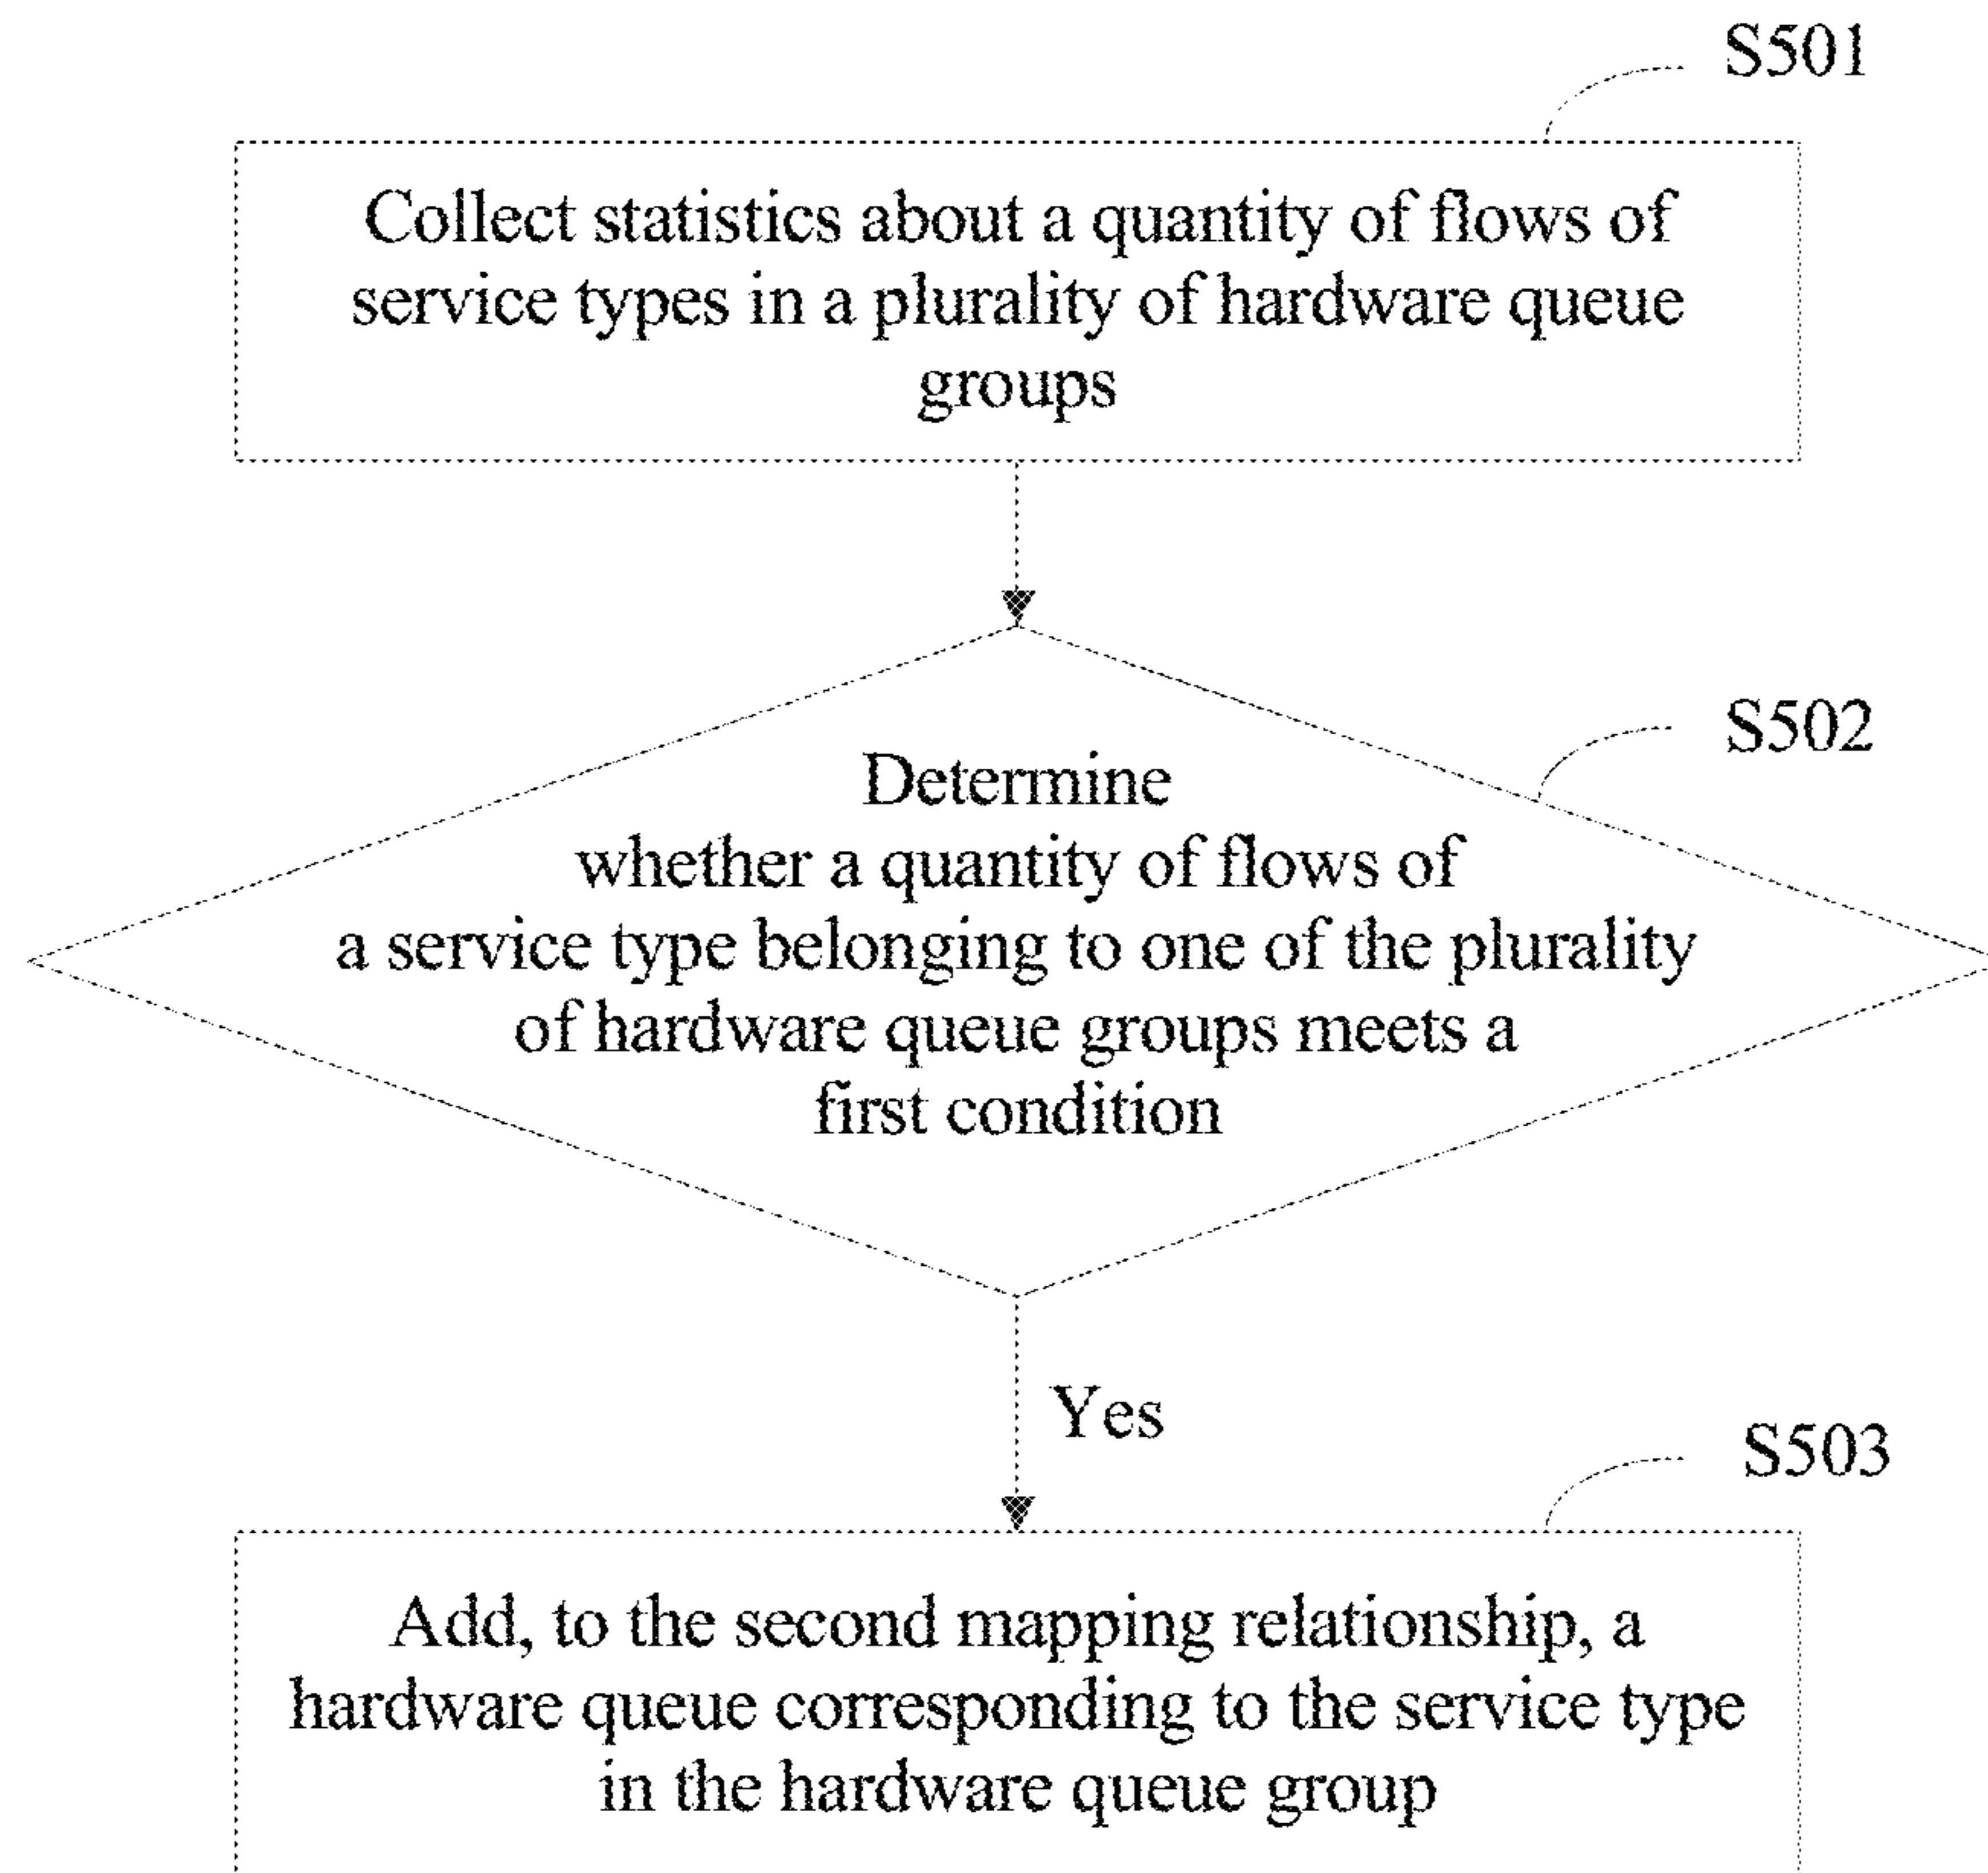 S501
Collect statistics about a quantity of flows of
service types in a plurality of hardware queue
groups
S502
Determine
whether a quantity of flows of
a service type belonging to one of the plurality
of hardware queue groups meets a
first condition
Yes
S503
Add, to the second mapping relationship, a
hardware queue corresponding to the service type
in the hardware queue group